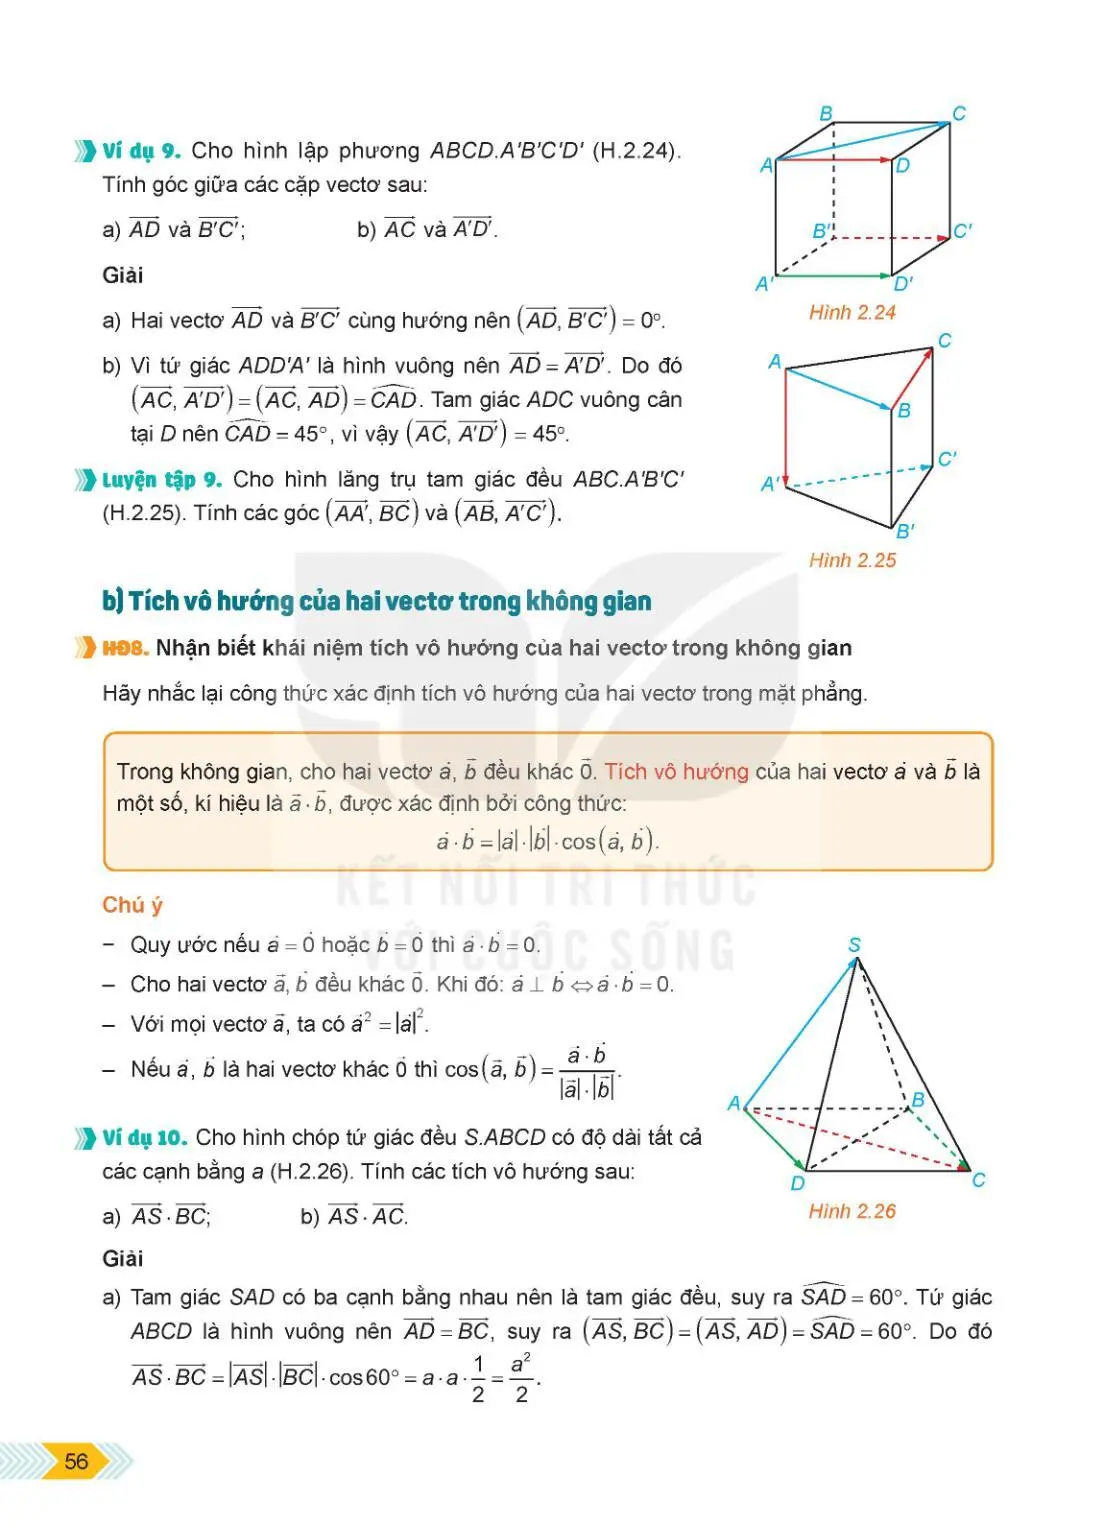 Ví dụ 9. Cho hình lập phương ABCD.A'B'C'D' (H.2.24).
Tính góc giữa các cặp vectơ sau:
a) $\overrightarrow{AD}$ và $\overrightarrow{B'C'}$; b) $\overrightarrow{AC}$ và $\overrightarrow{A'D'}$.
Giải
a) Hai vectơ $\overrightarrow{AD}$ và $\overrightarrow{B'C'}$ cùng hướng nên $(\overrightarrow{AD}, \overrightarrow{B'C'}) = 0°$.
b) Vì tứ giác ADD'A' là hình vuông nên $\overrightarrow{AD} = \overrightarrow{A'D'}$. Do đó
$(\overrightarrow{AC}, \overrightarrow{A'D'}) = (\overrightarrow{AC}, \overrightarrow{AD}) = \widehat{CAD}$. Tam giác ADC vuông cân
tại D nên $\widehat{CAD} = 45°$, vì vậy $(\overrightarrow{AC}, \overrightarrow{A'D'}) = 45°$.
B
C
A
D
B'
C'
A'
D'
Hình 2.24
Luyện tập 9. Cho hình lăng trụ tam giác đều ABC.A'B'C'
(H.2.25). Tính các góc $(\overrightarrow{AA'}, \overrightarrow{BC})$ và $(\overrightarrow{AB}, \overrightarrow{A'C'})$.
C
A
B
C'
A'
B'
Hình 2.25
b) Tích vô hướng của hai vectơ trong không gian
HĐ8. Nhận biết khái niệm tích vô hướng của hai vectơ trong không gian
Hãy nhắc lại công thức xác định tích vô hướng của hai vectơ trong mặt phẳng.
Trong không gian, cho hai vectơ $\vec{a}$, $\vec{b}$ đều khác $\vec{0}$. Tích vô hướng của hai vectơ $\vec{a}$ và $\vec{b}$ là
một số, kí hiệu là $\vec{a} \cdot \vec{b}$, được xác định bởi công thức:
$\vec{a} \cdot \vec{b} = |\vec{a}| \cdot |\vec{b}| \cdot \cos(\vec{a}, \vec{b})$.
KẾT NỐI TRI THỨC
VỚI CUỘC SỐNG
Chú ý
– Quy ước nếu $\vec{a} = \vec{0}$ hoặc $\vec{b} = \vec{0}$ thì $\vec{a} \cdot \vec{b} = 0$.
– Cho hai vectơ $\vec{a}$, $\vec{b}$ đều khác $\vec{0}$. Khi đó: $\vec{a} \perp \vec{b} \Leftrightarrow \vec{a} \cdot \vec{b} = 0$.
– Với mọi vectơ $\vec{a}$, ta có $\vec{a}^2 = |\vec{a}|^2$.
– Nếu $\vec{a}$, $\vec{b}$ là hai vectơ khác $\vec{0}$ thì $\cos(\vec{a}, \vec{b}) = \frac{\vec{a} \cdot \vec{b}}{|\vec{a}| \cdot |\vec{b}|}$.
Ví dụ 10. Cho hình chóp tứ giác đều S.ABCD có độ dài tất cả
các cạnh bằng a (H.2.26). Tính các tích vô hướng sau:
a) $\overrightarrow{AS} \cdot \overrightarrow{BC}$; b) $\overrightarrow{AS} \cdot \overrightarrow{AC}$.
S
A
B
D
C
Hình 2.26
Giải
a) Tam giác SAD có ba cạnh bằng nhau nên là tam giác đều, suy ra $\widehat{SAD} = 60°$. Tứ giác
ABCD là hình vuông nên $\overrightarrow{AD} = \overrightarrow{BC}$, suy ra $(\overrightarrow{AS}, \overrightarrow{BC}) = (\overrightarrow{AS}, \overrightarrow{AD}) = \widehat{SAD} = 60°$. Do đó
$\overrightarrow{AS} \cdot \overrightarrow{BC} = |\overrightarrow{AS}| \cdot |\overrightarrow{BC}| \cdot \cos 60° = a \cdot a \cdot \frac{1}{2} = \frac{a^2}{2}$.
56